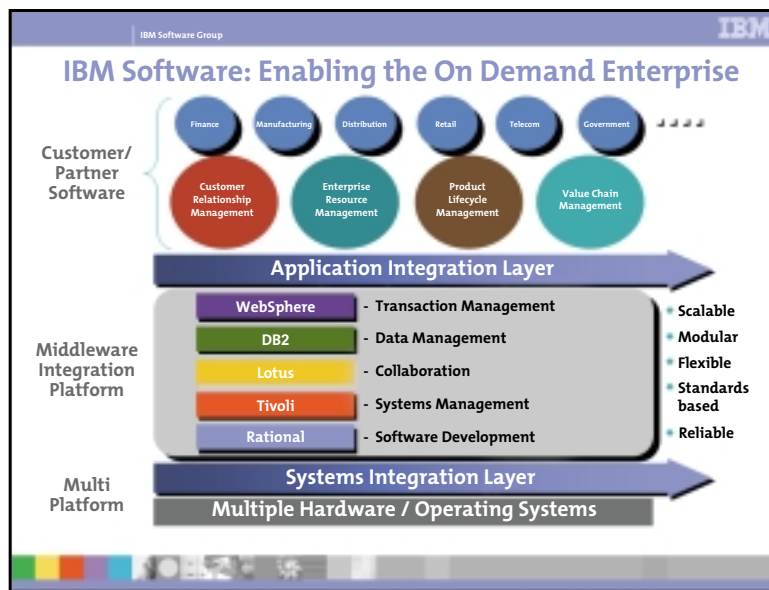 IBM Software Group
IBM
IBM Software: Enabling the On Demand Enterprise
Customer/
Partner
Software
Finance
Manufacturing
Distribution
Retail
Telecom
Government
Customer
Relationship
Management
Enterprise
Resource
Management
Product
Lifecycle
Management
Value Chain
Management
Application Integration Layer
Middleware
Integration
Platform
WebSphere - Transaction Management
DB2 - Data Management
Lotus - Collaboration
Tivoli - Systems Management
Rational - Software Development
• Scalable
• Modular
• Flexible
• Standards
based
• Reliable
Multi
Platform
Systems Integration Layer
Multiple Hardware / Operating Systems